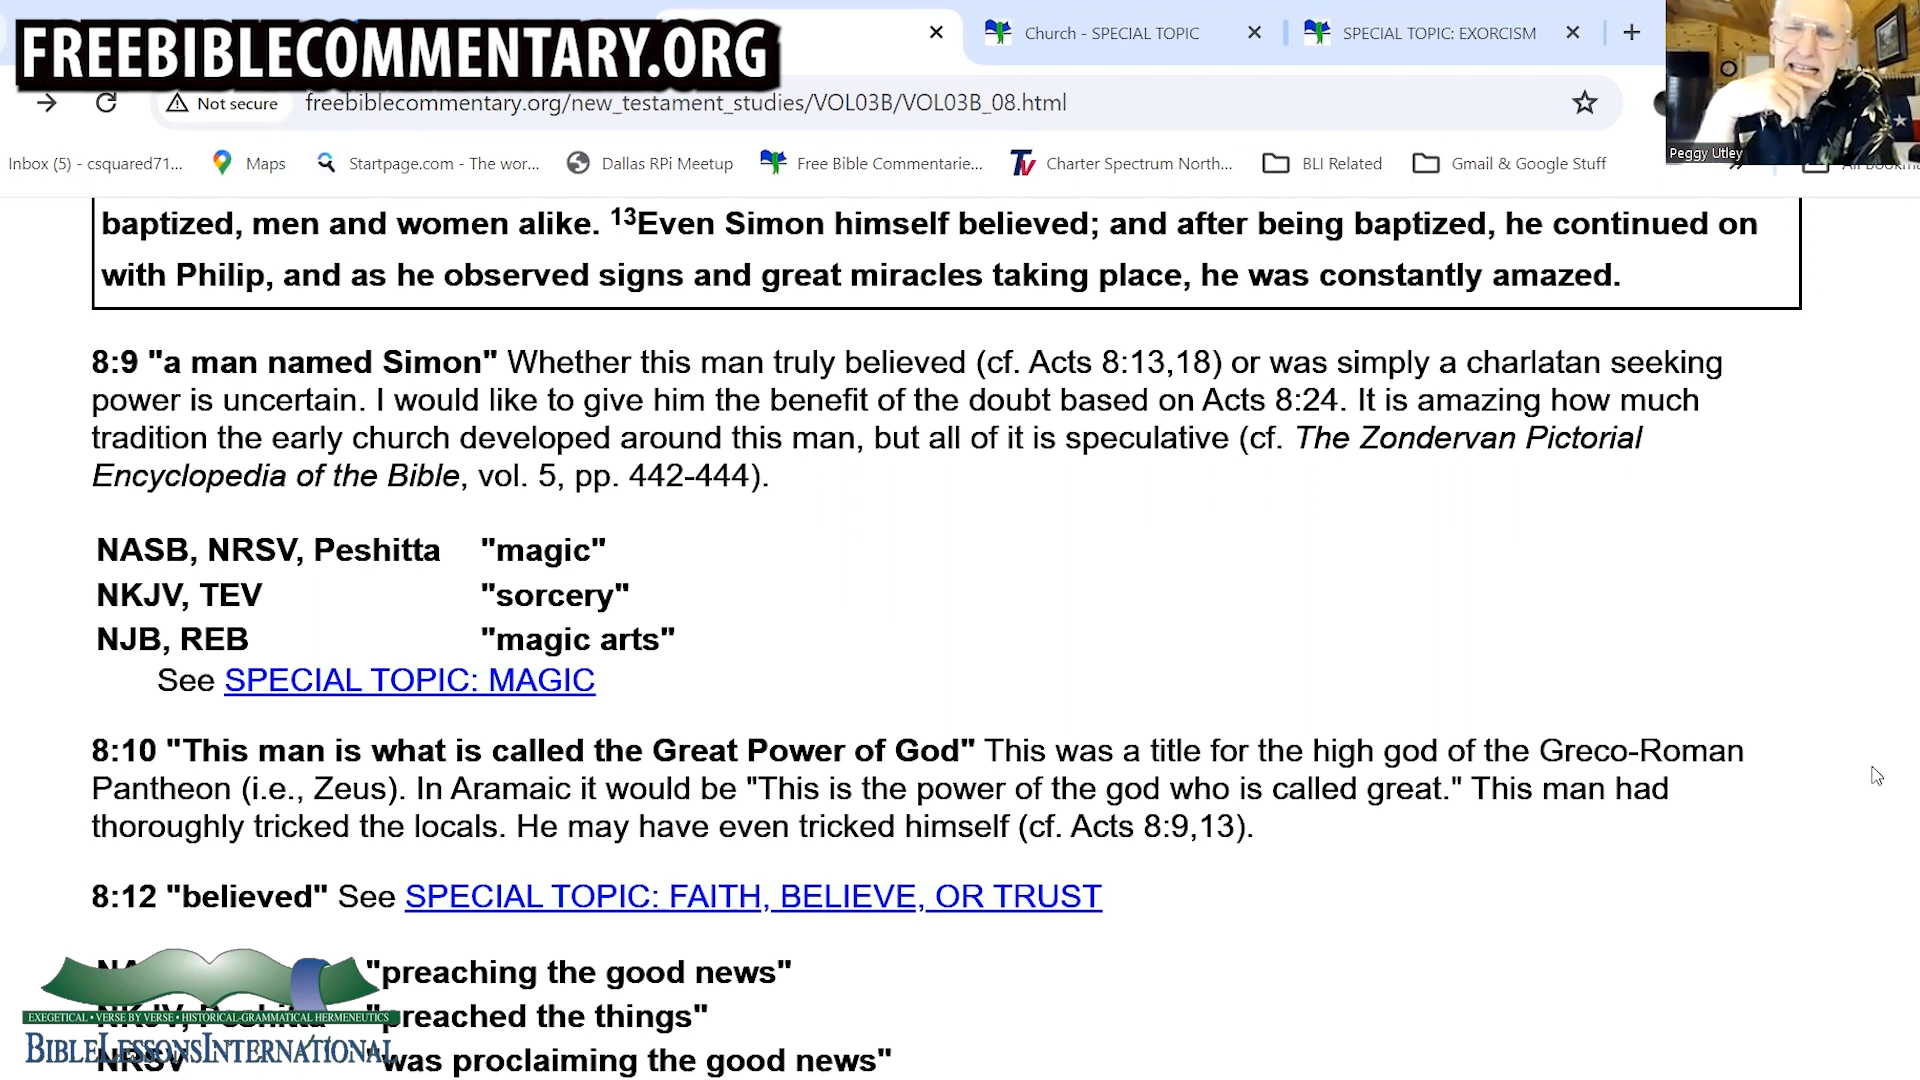 FREEBIBLECOMMENTARY.ORG
Church - SPECIAL TOPIC
SPECIAL TOPIC: EXORCISM
Not secure
freebiblecommentary.org/new_testament_studies/VOL03B/VOL03B_08.html
Peggy Utley
Inbox (5) - csquared71...
Maps
Startpage.com - The wor...
Dallas RPi Meetup
Free Bible Commentarie...
Charter Spectrum North...
BLI Related
Gmail & Google Stuff
baptized, men and women alike. 13Even Simon himself believed; and after being baptized, he continued on
with Philip, and as he observed signs and great miracles taking place, he was constantly amazed.
8:9 "a man named Simon" Whether this man truly believed (cf. Acts 8:13,18) or was simply a charlatan seeking
power is uncertain. I would like to give him the benefit of the doubt based on Acts 8:24. It is amazing how much
tradition the early church developed around this man, but all of it is speculative (cf. The Zondervan Pictorial
Encyclopedia of the Bible, vol. 5, pp. 442-444).
NASB, NRSV, Peshitta "magic"
NKJV, TEV "sorcery"
NJB, REB "magic arts"
See SPECIAL TOPIC: MAGIC
8:10 "This man is what is called the Great Power of God" This was a title for the high god of the Greco-Roman
Pantheon (i.e., Zeus). In Aramaic it would be "This is the power of the god who is called great." This man had
thoroughly tricked the locals. He may have even tricked himself (cf. Acts 8:9,13).
8:12 "believed" See SPECIAL TOPIC: FAITH, BELIEVE, OR TRUST
"preaching the good news"
NKJV, Peshitta "preached the things"
NRSV "was proclaiming the good news"
EXEGETICAL • VERSE BY VERSE • HISTORICAL-GRAMMATICAL HERMENEUTICS
BIBLELESSONSINTERNATIONAL